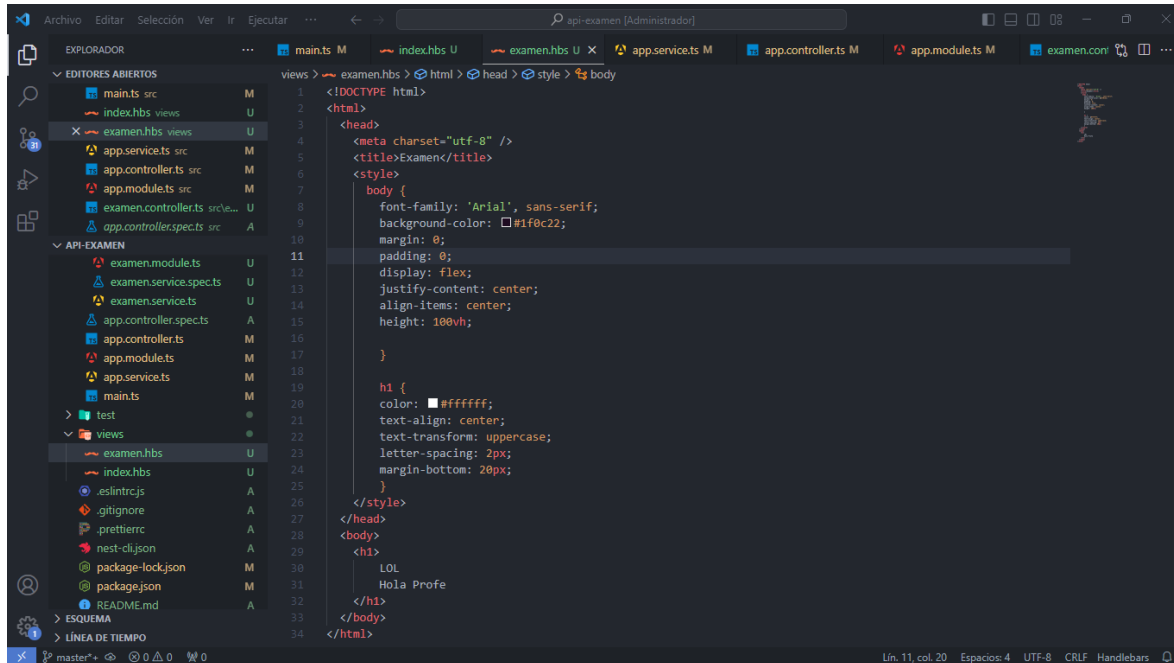 Archivo Editar Selección Ver Ir Ejecutar ··· api-examen [Administrador]
EXPLORADOR ···
main.ts M index.hbs U examen.hbs U app.service.ts M app.controller.ts M app.module.ts M examen.cont
EDITORES ABIERTOS
main.ts src M
index.hbs views U
examen.hbs views U
app.service.ts src M
app.controller.ts src M
app.module.ts src M
examen.controller.ts src\e... U
app.controller.spec.ts src A
API-EXAMEN
examen.module.ts U
examen.service.spec.ts U
examen.service.ts U
app.controller.spec.ts A
app.controller.ts M
app.module.ts M
app.service.ts M
main.ts M
test
views
examen.hbs U
index.hbs U
.eslintrc.js A
.gitignore A
.prettierrc A
nest-cli.json A
package-lock.json M
package.json M
README.md A
ESQUEMA
LÍNEA DE TIEMPO
31
1
views > examen.hbs > html > head > style > body
1 <!DOCTYPE html>
2 <html>
3 <head>
4 <meta charset="utf-8" />
5 <title>Examen</title>
6 <style>
7 body {
8 font-family: 'Arial', sans-serif;
9 background-color: #1f0c22;
10 margin: 0;
11 padding: 0;
12 display: flex;
13 justify-content: center;
14 align-items: center;
15 height: 100vh;
16
17 }
18
19 h1 {
20 color: #ffffff;
21 text-align: center;
22 text-transform: uppercase;
23 letter-spacing: 2px;
24 margin-bottom: 20px;
25 }
26 </style>
27 </head>
28 <body>
29 <h1>
30 LOL
31 Hola Profe
32 </h1>
33 </body>
34 </html>
master*+ 0 0 0 Lín. 11, col. 20 Espacios: 4 UTF-8 CRLF Handlebars